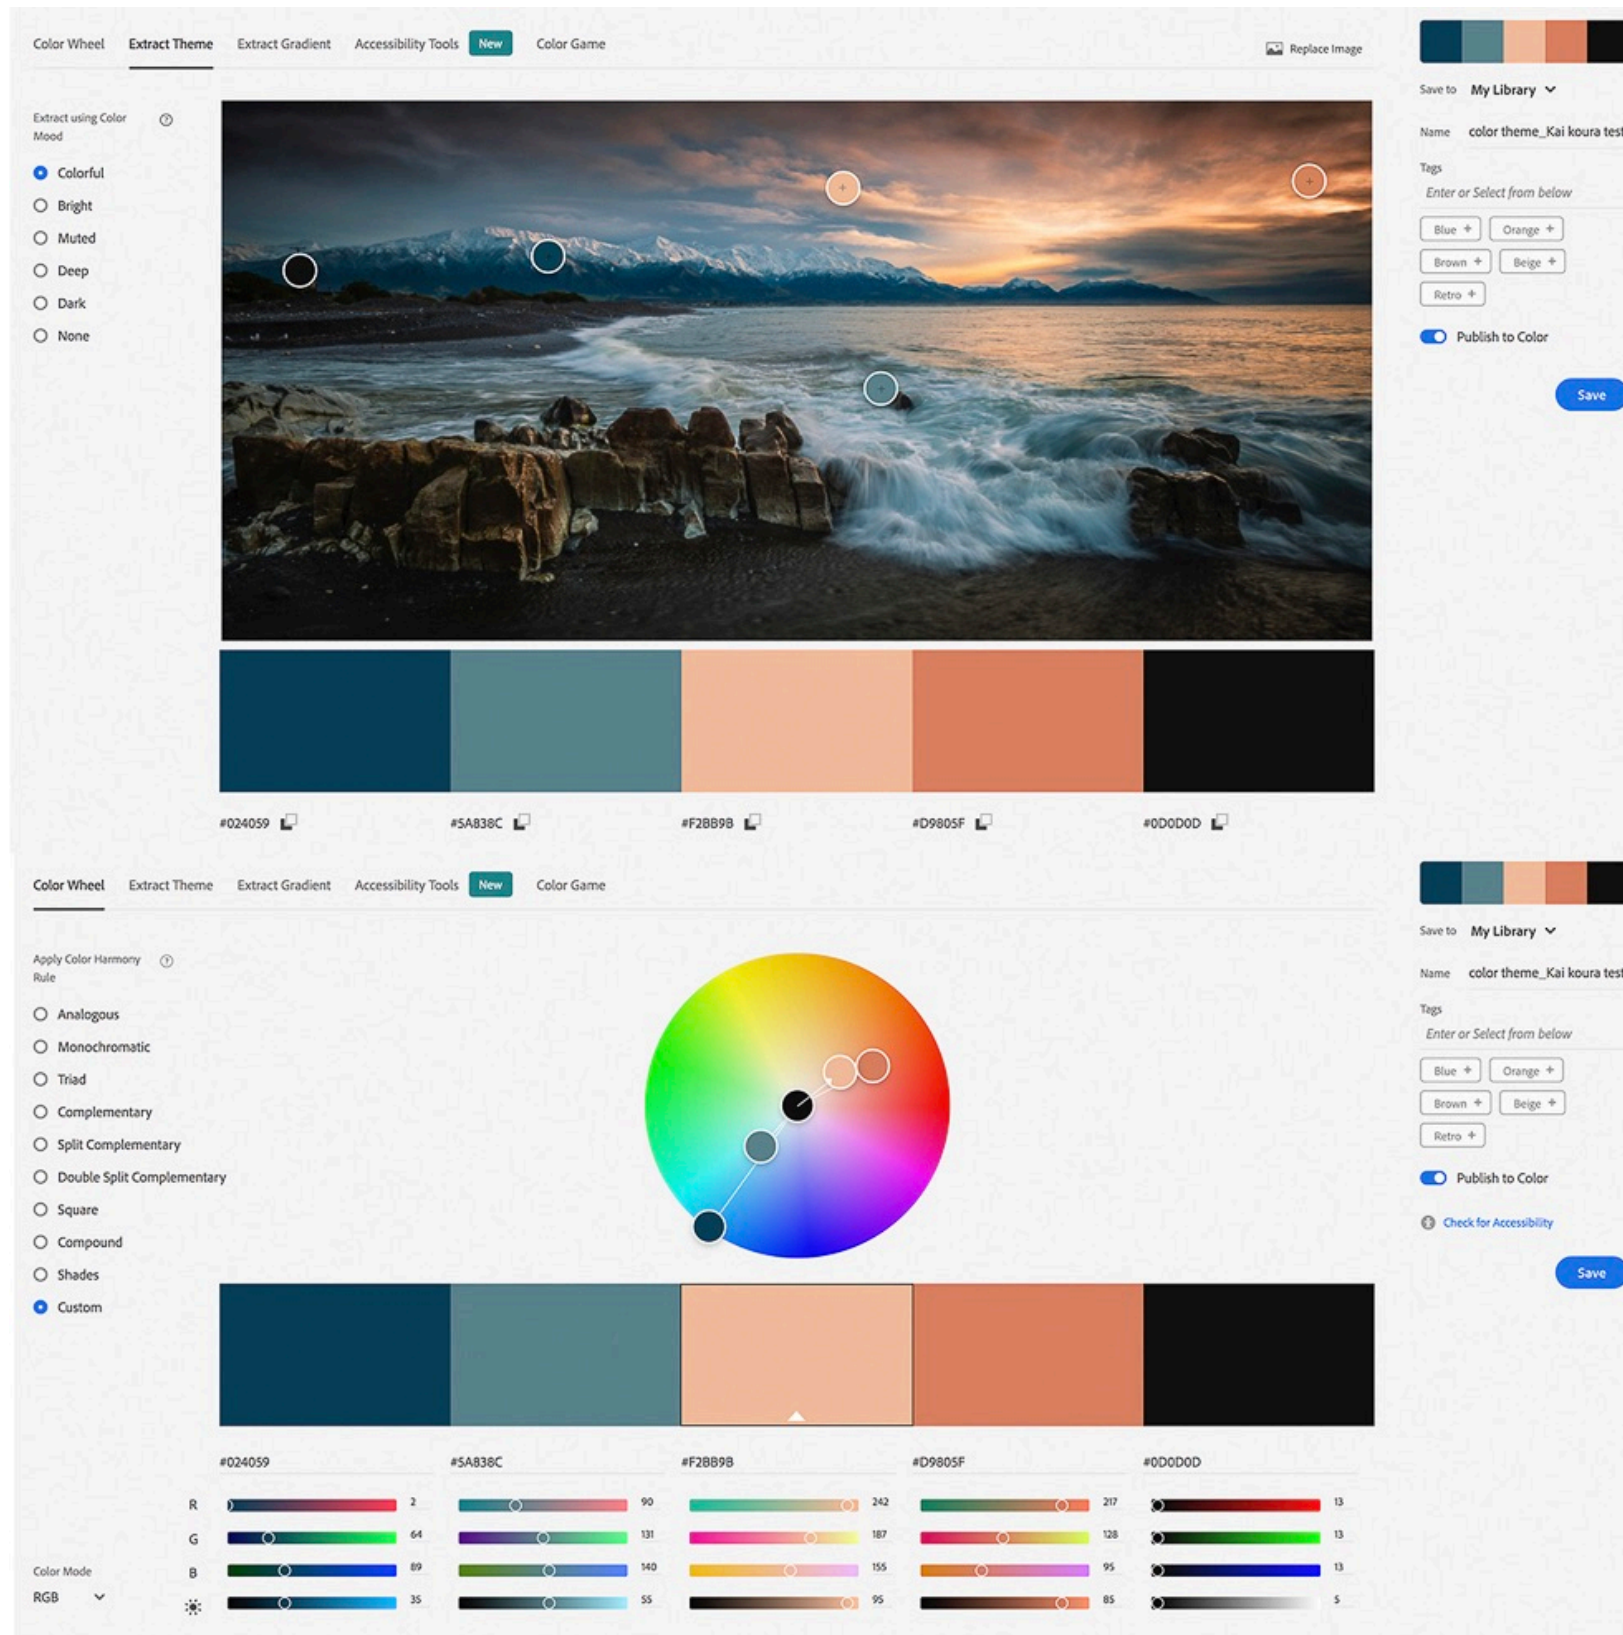 Color Wheel Extract Theme Extract Gradient Accessibility Tools New Color Game
Replace Image
Save to My Library
Name color theme_Kai koura test
Tags
Enter or Select from below
Blue + Orange +
Brown + Beige +
Retro +
Publish to Color
Save
Extract using Color
Mood
Colorful
Bright
Muted
Deep
Dark
None
#024059 #5A838C #F2BB9B #D9805F #0D0D0D
Color Wheel Extract Theme Extract Gradient Accessibility Tools New Color Game
Save to My Library
Name color theme_Kai koura test
Tags
Enter or Select from below
Blue + Orange +
Brown + Beige +
Retro +
Publish to Color
Check for Accessibility
Save
Apply Color Harmony
Rule
Analogous
Monochromatic
Triad
Complementary
Split Complementary
Double Split Complementary
Square
Compound
Shades
Custom
#024059 #5A838C #F2BB9B #D9805F #0D0D0D
R 2 90 242 217 13
G 64 131 187 128 13
Color Mode
B 89 140 155 95 13
RGB
35 55 95 85 5